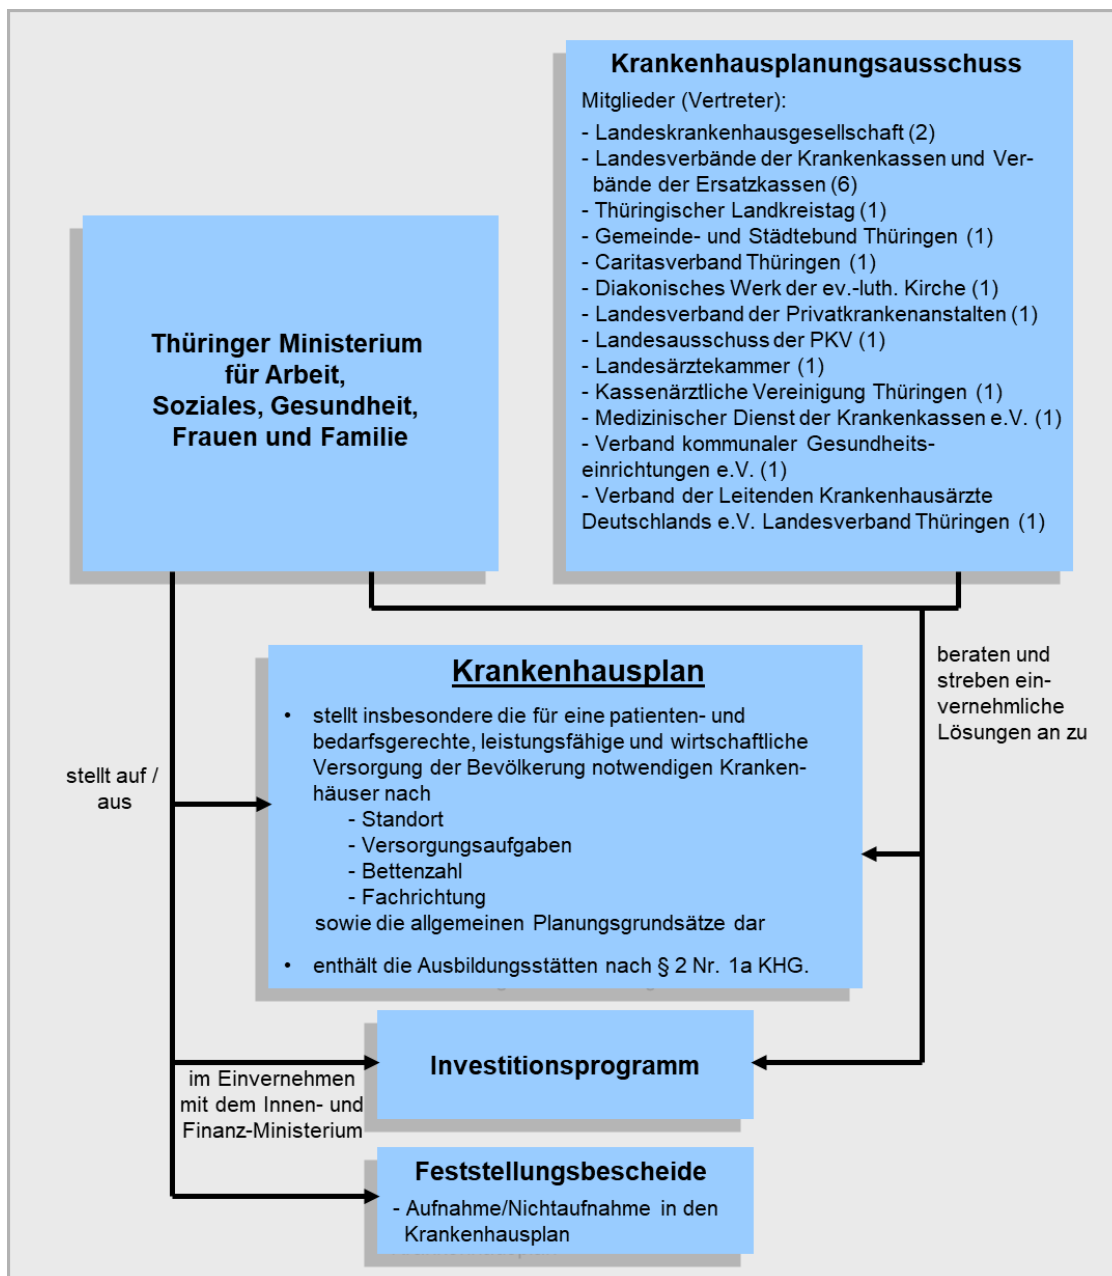 Krankenhausplanungsausschuss
Mitglieder (Vertreter):
- Landeskrankenhausgesellschaft (2)
- Landesverbände der Krankenkassen und Ver-
bände der Ersatzkassen (6)
- Thüringischer Landkreistag (1)
- Gemeinde- und Städtebund Thüringen (1)
- Caritasverband Thüringen (1)
- Diakonisches Werk der ev.-luth. Kirche (1)
- Landesverband der Privatkrankenanstalten (1)
- Landesausschuss der PKV (1)
- Landesärztekammer (1)
- Kassenärztliche Vereinigung Thüringen (1)
- Medizinischer Dienst der Krankenkassen e.V. (1)
- Verband kommunaler Gesundheits-
einrichtungen e.V. (1)
- Verband der Leitenden Krankenhausärzte
Deutschlands e.V. Landesverband Thüringen (1)
Thüringer Ministerium
für Arbeit,
Soziales, Gesundheit,
Frauen und Familie
beraten und
streben ein-
vernehmliche
Lösungen an zu
Krankenhausplan
• stellt insbesondere die für eine patienten- und
bedarfsgerechte, leistungsfähige und wirtschaftliche
Versorgung der Bevölkerung notwendigen Kranken-
häuser nach
- Standort
- Versorgungsaufgaben
- Bettenzahl
- Fachrichtung
sowie die allgemeinen Planungsgrundsätze dar
• enthält die Ausbildungsstätten nach § 2 Nr. 1a KHG.
stellt auf /
aus
Investitionsprogramm
im Einvernehmen
mit dem Innen- und
Finanz-Ministerium
Feststellungsbescheide
- Aufnahme/Nichtaufnahme in den
Krankenhausplan